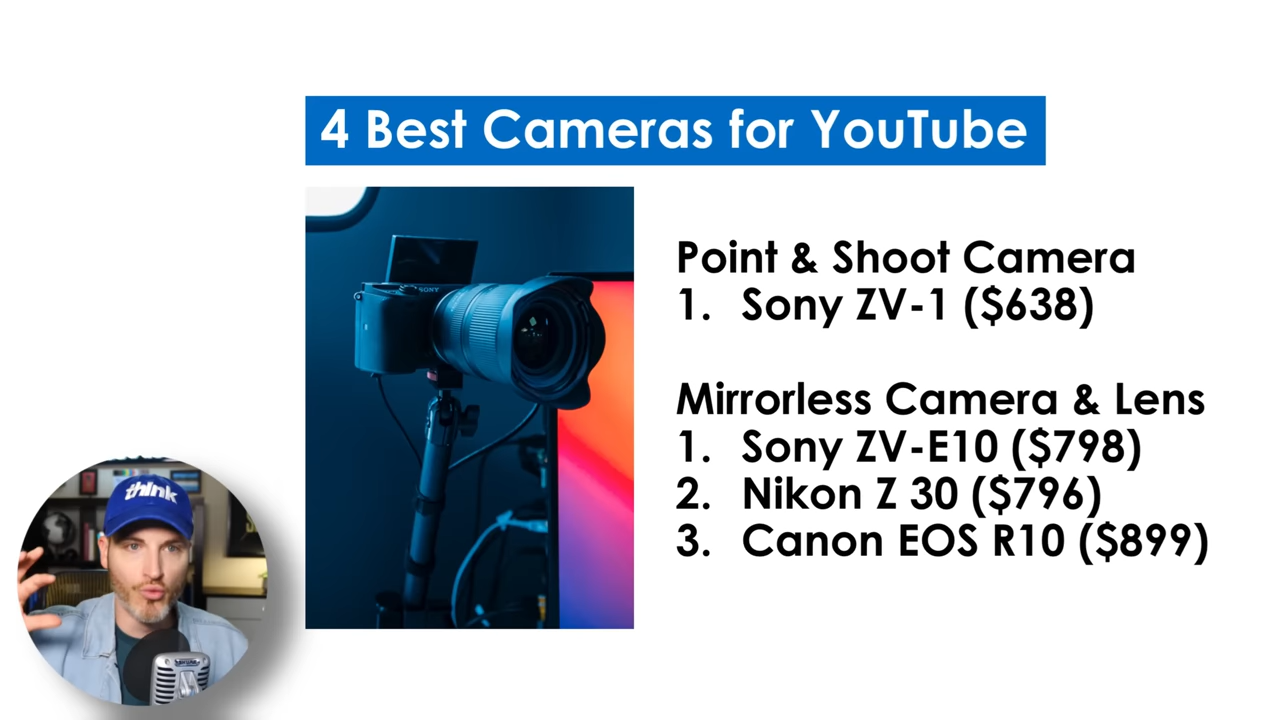 4 Best Cameras for YouTube
SONY
Point & Shoot Camera
1. Sony ZV-1 ($638)
Mirrorless Camera & Lens
1. Sony ZV-E10 ($798)
2. Nikon Z 30 ($796)
3. Canon EOS R10 ($899)
think